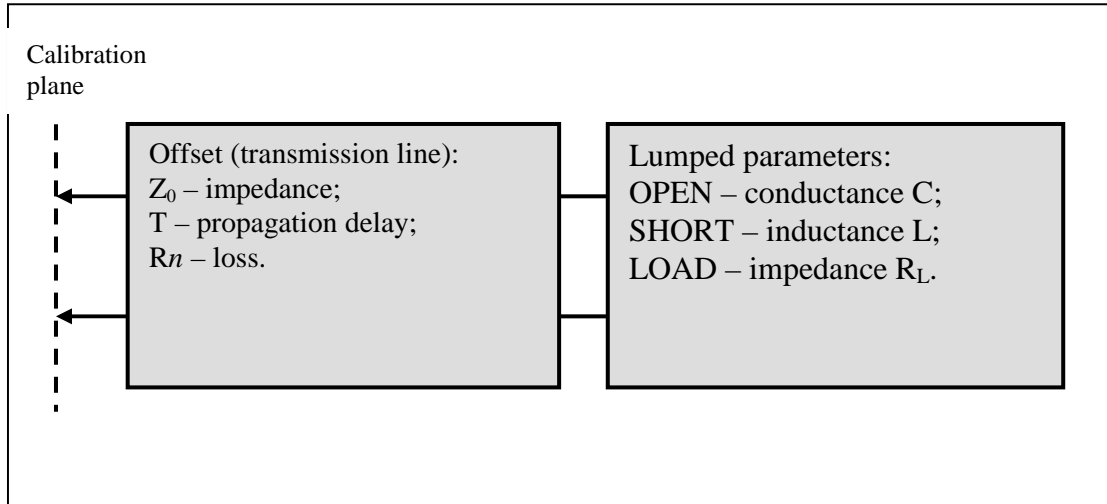 Calibration
plane
Offset (transmission line):
Z₀ – impedance;
T – propagation delay;
Rn – loss.
Lumped parameters:
OPEN – conductance C;
SHORT – inductance L;
LOAD – impedance R_L.